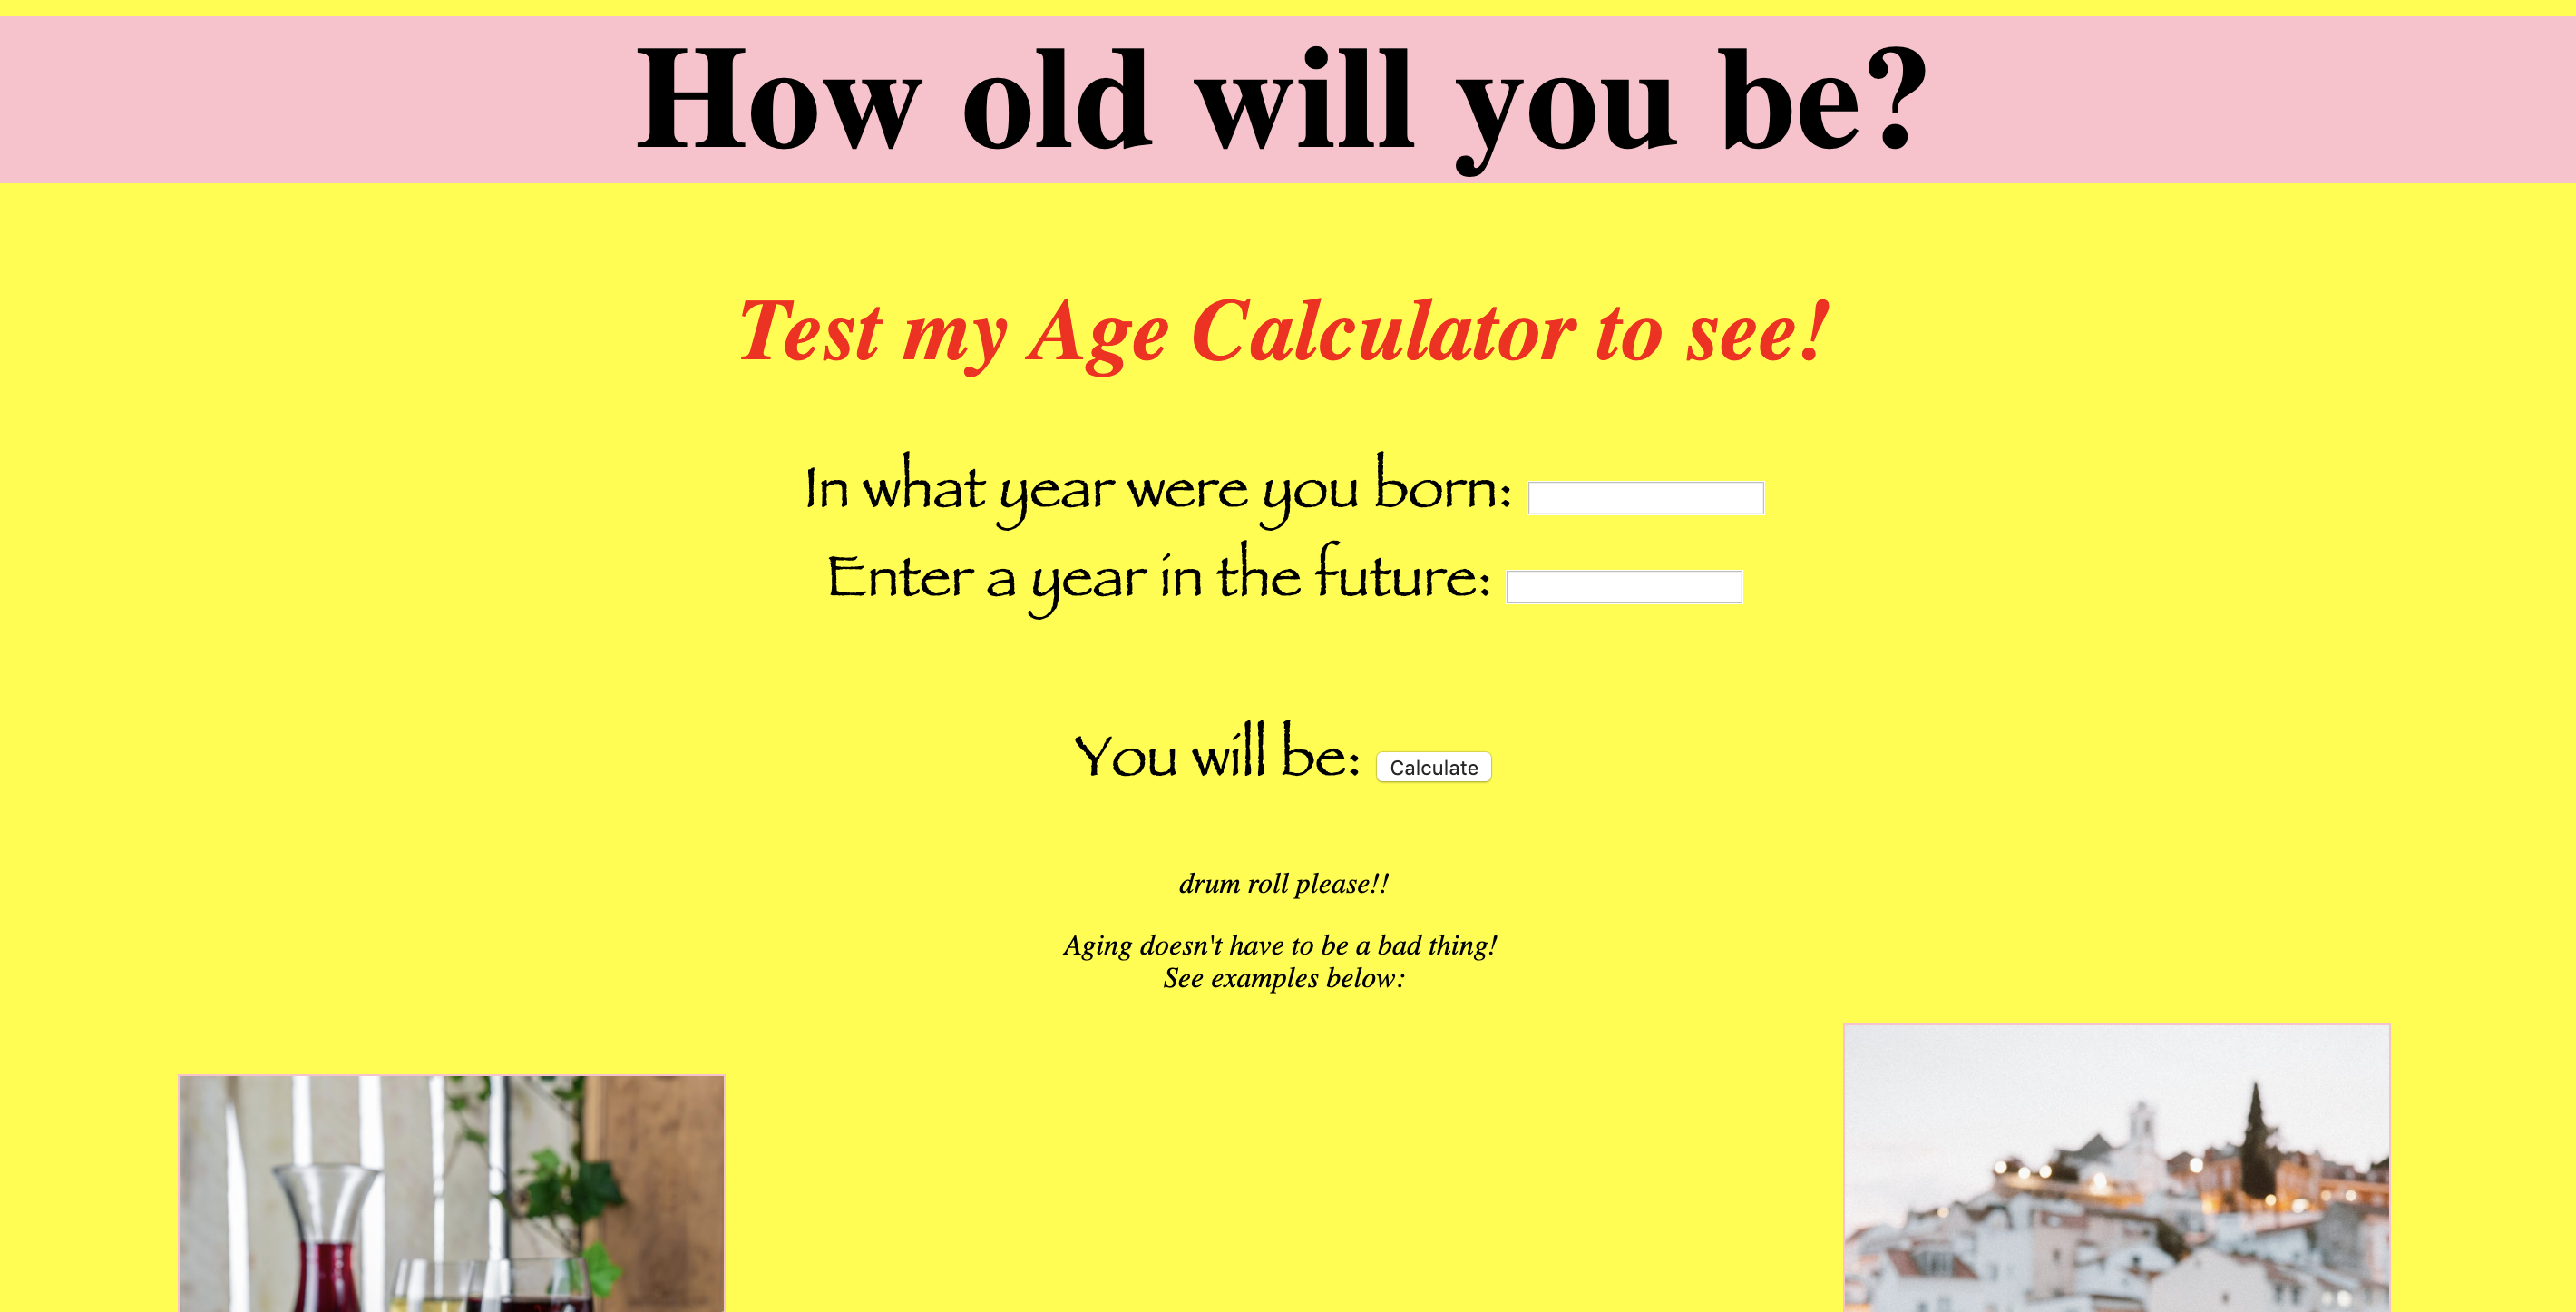 How old will you be?
Test my Age Calculator to see!
In what year were you born:
Enter a year in the future:
You will be: Calculate
drum roll please!!
Aging doesn't have to be a bad thing!
See examples below: